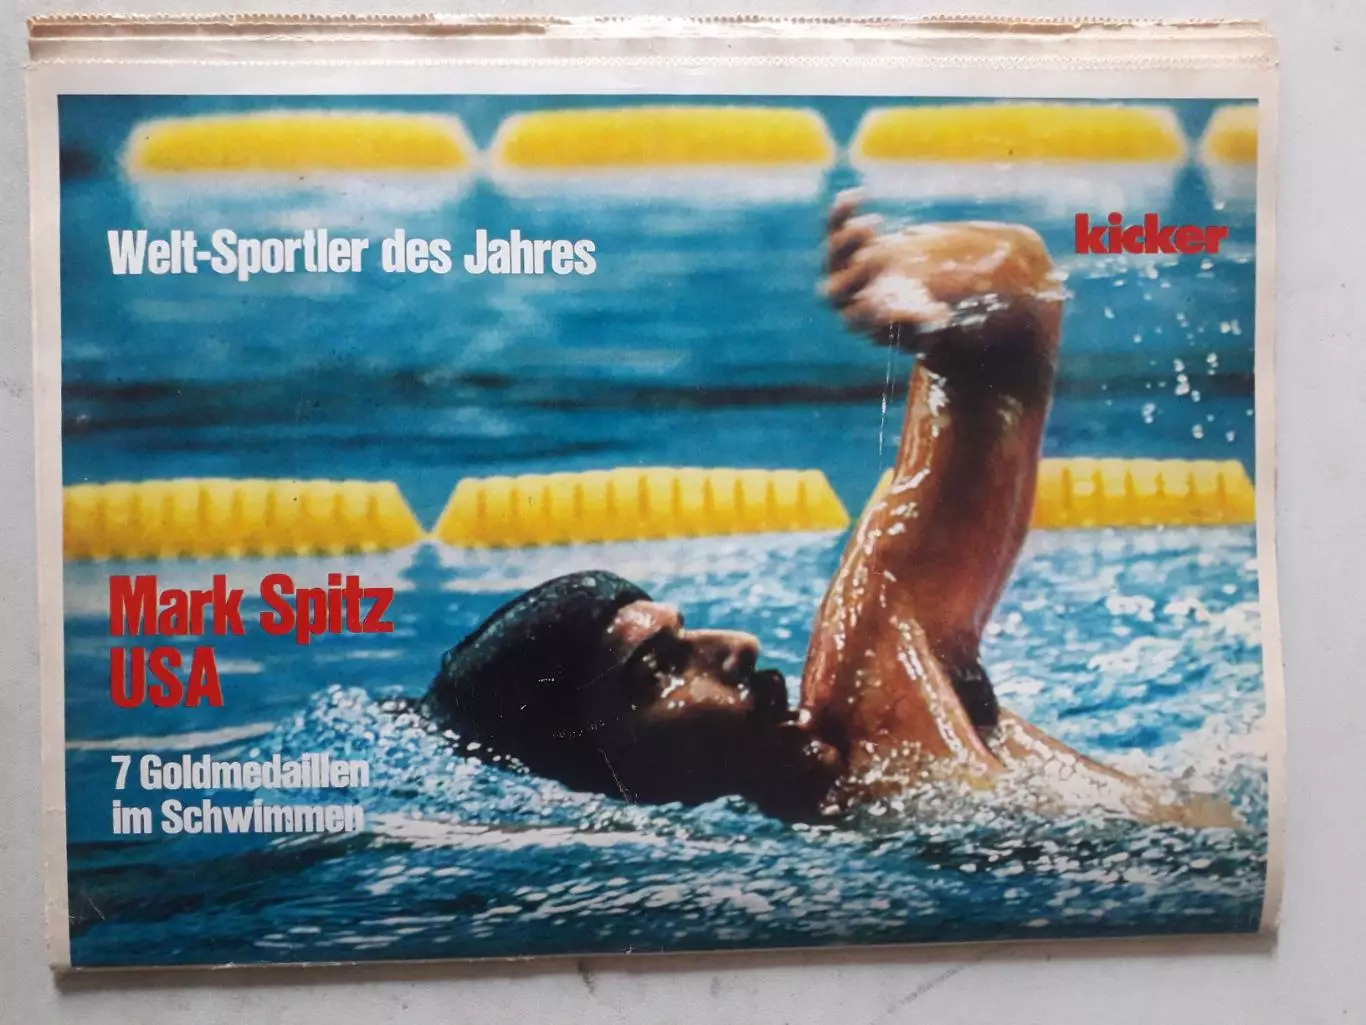 Welt-Sportler des Jahres
kicker
Mark Spitz
USA
7 Goldmedaillen
im Schwimmen